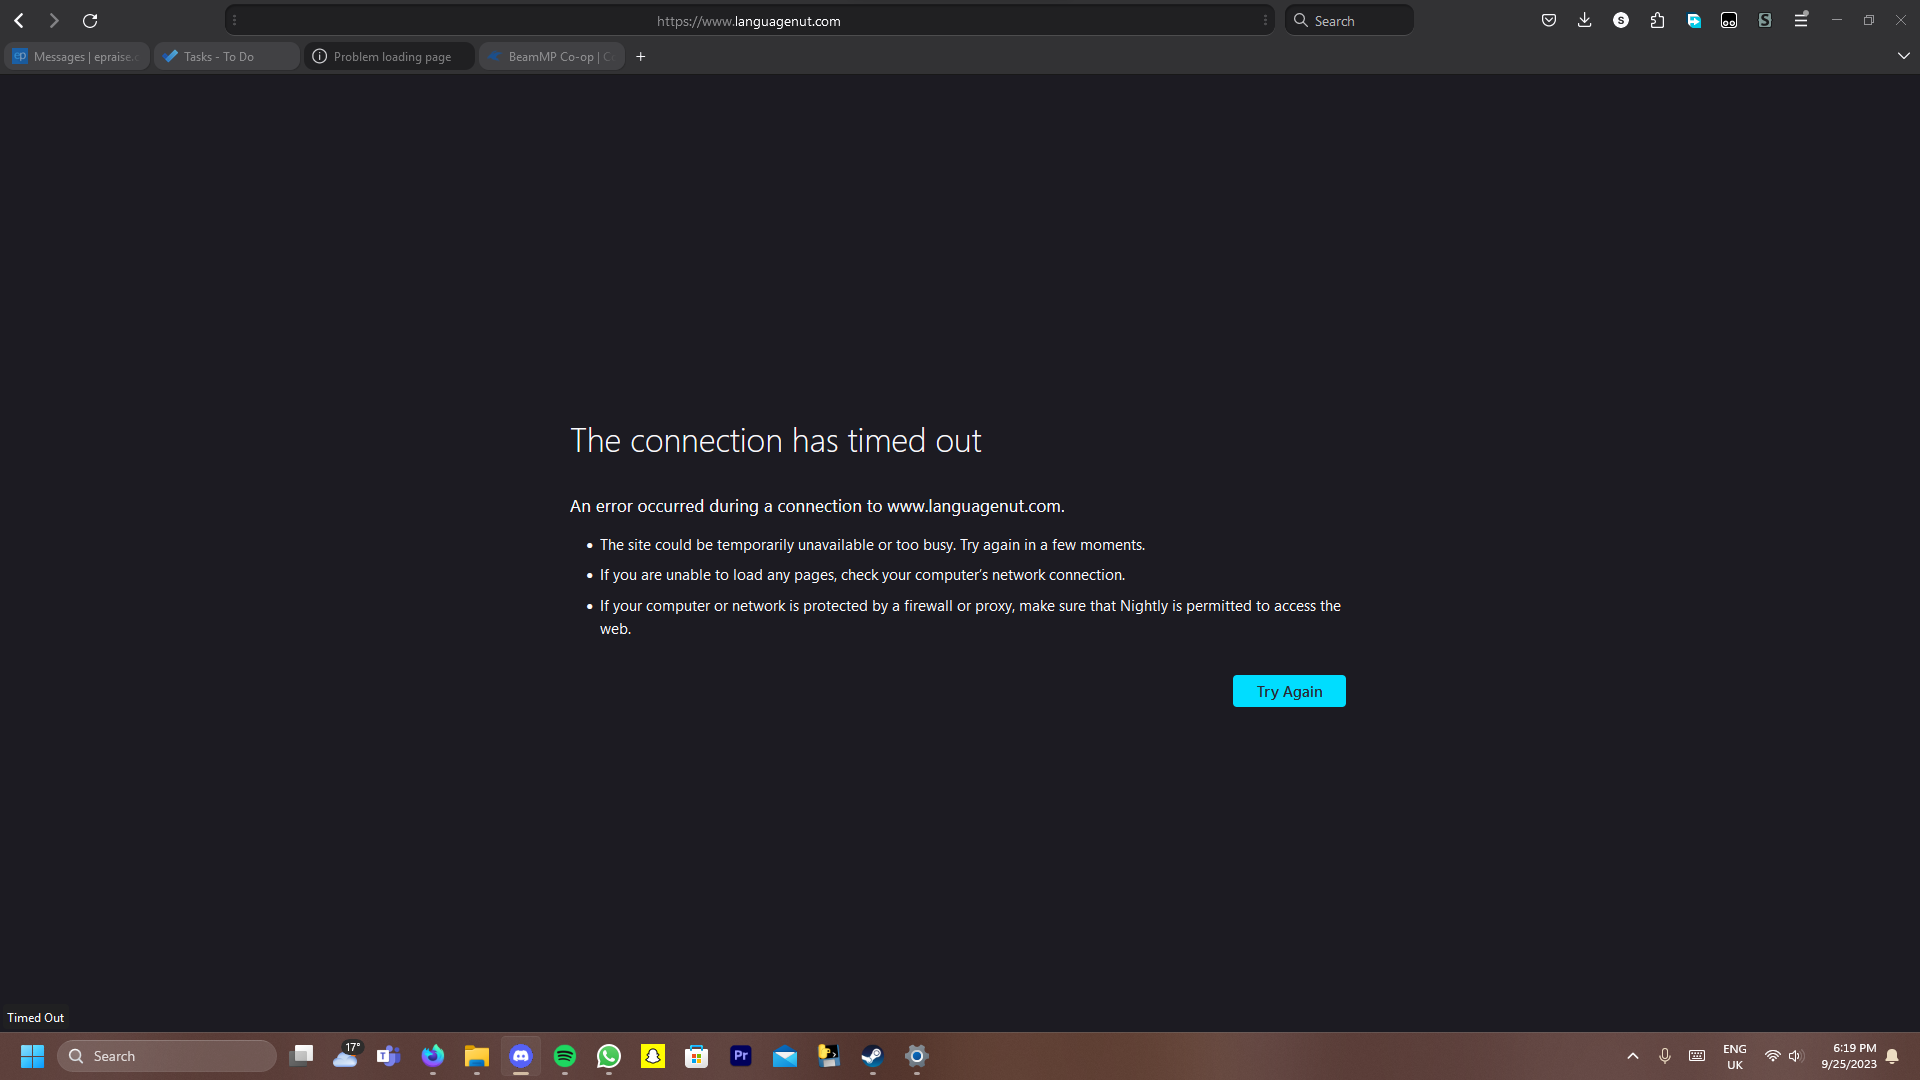 https://www.languagenut.com
Search
Messages | epraise.c
Tasks - To Do
Problem loading page
BeamMP Co-op | Co
The connection has timed out
An error occurred during a connection to www.languagenut.com.
The site could be temporarily unavailable or too busy. Try again in a few moments.
If you are unable to load any pages, check your computer's network connection.
If your computer or network is protected by a firewall or proxy, make sure that Nightly is permitted to access the
web.
Try Again
Timed Out
Search
17°
ENG
UK
6:19 PM
9/25/2023